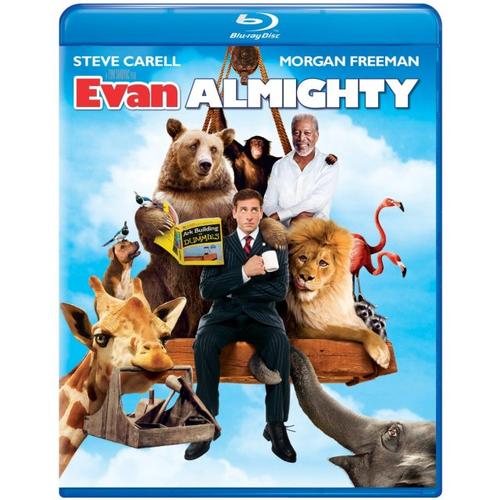 Blu-ray Disc
STEVE CARELL MORGAN FREEMAN
Evan ALMIGHTY
Ark Building
FOR
DUMMIES